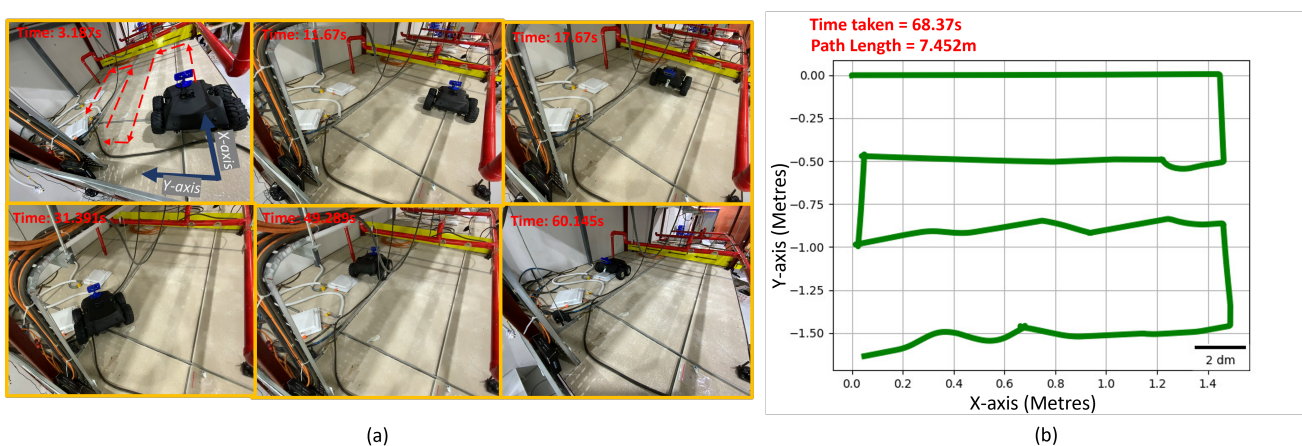 Time: 3.187s
Time: 11.67s
Time: 17.67s
X-axis
Y-axis
Time: 31.391s
Time: 49.289s
Time: 60.145s
(a)
Time taken = 68.37s
Path Length = 7.452m
0.00
−0.25
−0.50
−0.75
−1.00
−1.25
−1.50
Y-axis (Metres)
2 dm
0.0 0.2 0.4 0.6 0.8 1.0 1.2 1.4
X-axis (Metres)
(b)